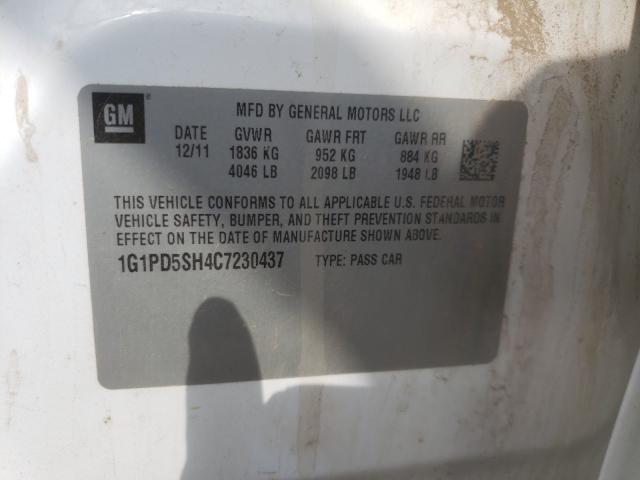 GM ®
MFD BY GENERAL MOTORS LLC
DATE GVWR GAWR FRT GAWR RR
12/11 1836 KG 952 KG 884 KG
4046 LB 2098 LB 1948 LB
THIS VEHICLE CONFORMS TO ALL APPLICABLE U.S. FEDERAL MOTOR
VEHICLE SAFETY, BUMPER, AND THEFT PREVENTION STANDARDS IN
EFFECT ON THE DATE OF MANUFACTURE SHOWN ABOVE.
1G1PD5SH4C7230437 TYPE: PASS CAR